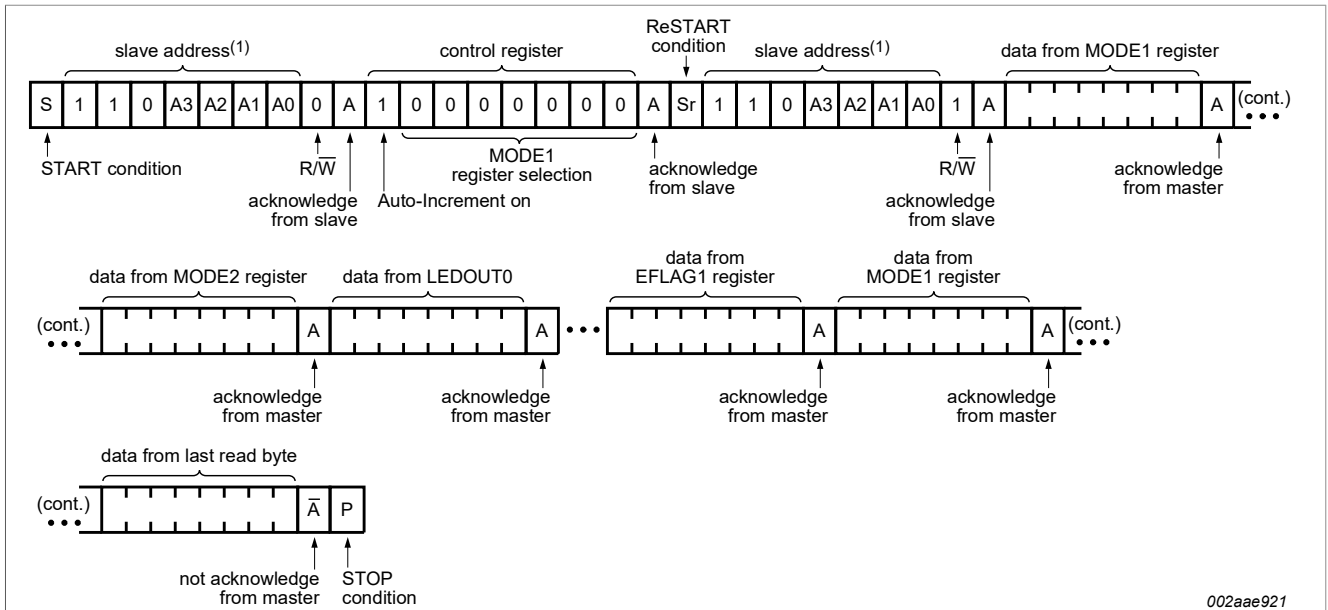 ReSTART
condition
slave address(1)
control register
slave address(1)
data from MODE1 register
S 1 1 0 A3 A2 A1 A0 0 A 1 0 0 0 0 0 0 0 A Sr 1 1 0 A3 A2 A1 A0 1 A A (cont.)
START condition
R/W̅
acknowledge
from slave
Auto-Increment on
MODE1
register selection
acknowledge
from slave
R/W̅
acknowledge
from slave
acknowledge
from master
data from MODE2 register
data from LEDOUT0
data from
EFLAG1 register
data from
MODE1 register
(cont.) A A A A (cont.)
acknowledge
from master
acknowledge
from master
acknowledge
from master
acknowledge
from master
data from last read byte
(cont.) A̅ P
not acknowledge
from master
STOP
condition
002aae921